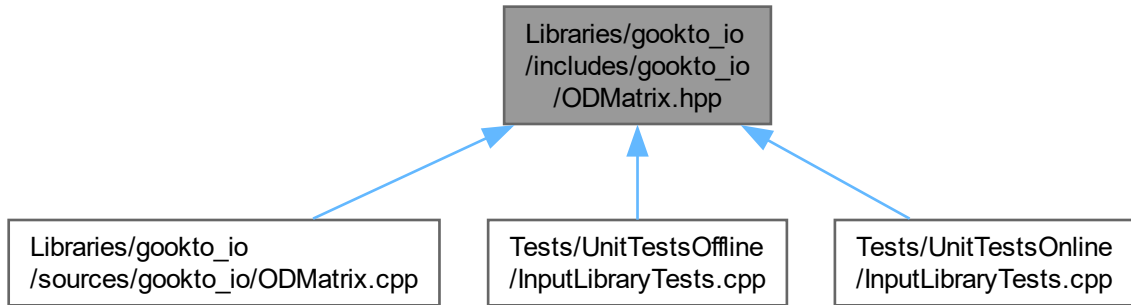 Libraries/gookto_io
/includes/gookto_io
/ODMatrix.hpp
Libraries/gookto_io
/sources/gookto_io/ODMatrix.cpp
Tests/UnitTestsOffline
/InputLibraryTests.cpp
Tests/UnitTestsOnline
/InputLibraryTests.cpp